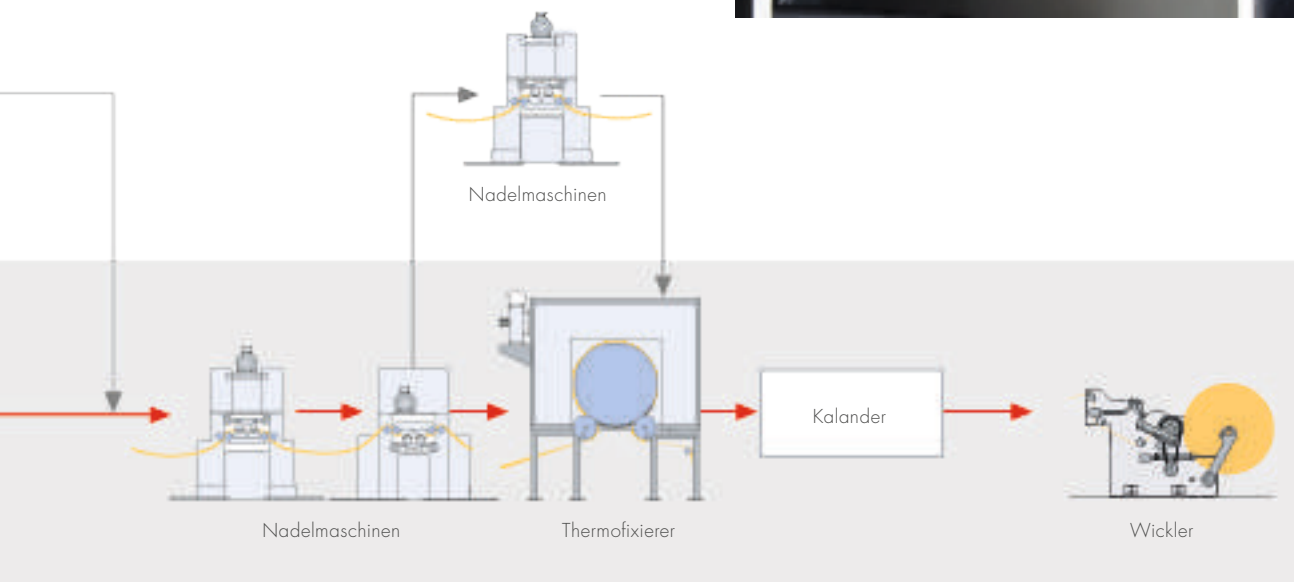 Nadelmaschinen
Kalander
Nadelmaschinen
Thermofixierer
Wickler